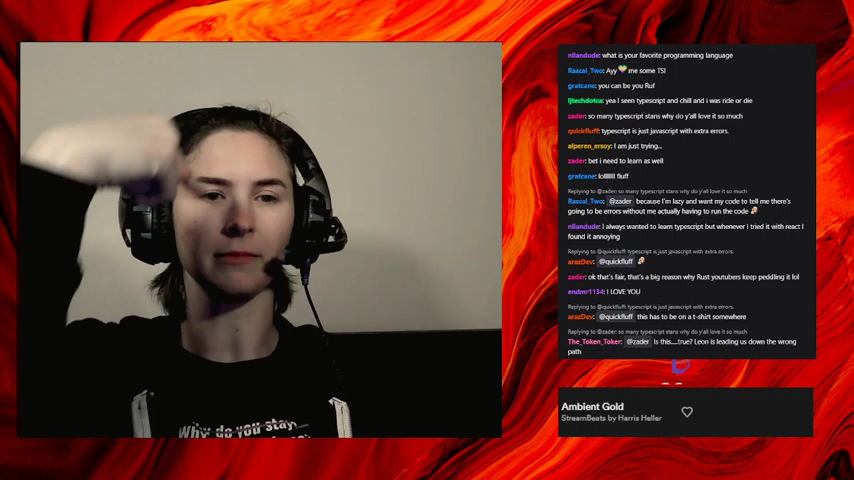 nilandude: what is your favorite programming language
Rascal_Two: Ayy me some TS!
gratcane: you can be you Ruf
ljtechdotca: yea I seen typescript and chill and i was ride or die
zader: so many typescript stans why do y'all love it so much
quickfluff: typescript is just javascript with extra errors.
alperen_ersoy: I am just trying...
zader: bet i need to learn as well
gratcane: lolllllll fluff
Replying to @zader: so many typescript stans why do y'all love it so much
Rascal_Two: @zader because I'm lazy and want my code to tell me there's
going to be errors without me actually having to run the code
nilandude: I always wanted to learn typescript but whenever i tried it with react I
found it annoying
Replying to @quickfluff: typescript is just javascript with extra errors.
arazDev: @quickfluff
zader: ok that's fair, that's a big reason why Rust youtubers keep peddling it lol
endmr1134: I LOVE YOU
Replying to @quickfluff: typescript is just javascript with extra errors.
arazDev: @quickfluff this has to be on a t-shirt somewhere
Replying to @zader: so many typescript stans why do y'all love it so much
The_Token_Toker: @zader Is this.....true? Leon is leading us down the wrong
path
Ambient Gold
StreamBeats by Harris Heller
why do you stay